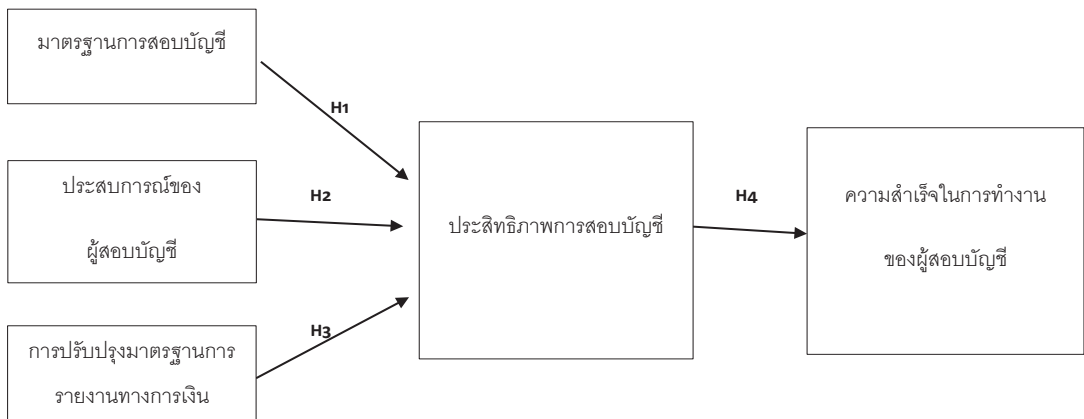 มาตรฐานการสอบบัญชี
H1
ประสบการณ์ของ
ผู้สอบบัญชี
H2
การปรับปรุงมาตรฐานการ
รายงานทางการเงิน
H3
ประสิทธิภาพการสอบบัญชี
H4
ความสำเร็จในการทำงาน
ของผู้สอบบัญชี